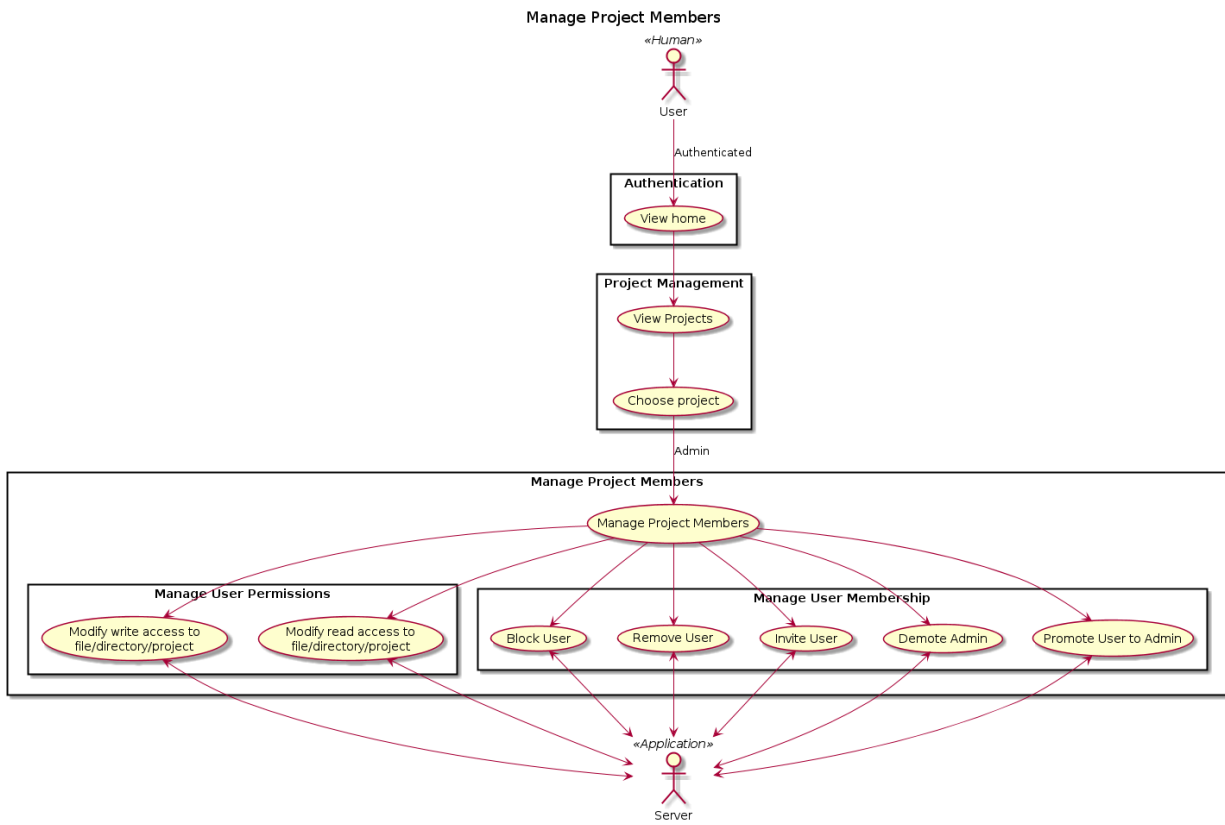 Manage Project Members
«Human»
User
Authenticated
Authentication
View home
Project Management
View Projects
Choose project
Admin
Manage Project Members
Manage Project Members
Manage User Permissions
Modify write access to
file/directory/project
Modify read access to
file/directory/project
Manage User Membership
Block User
Remove User
Invite User
Demote Admin
Promote User to Admin
«Application»
Server